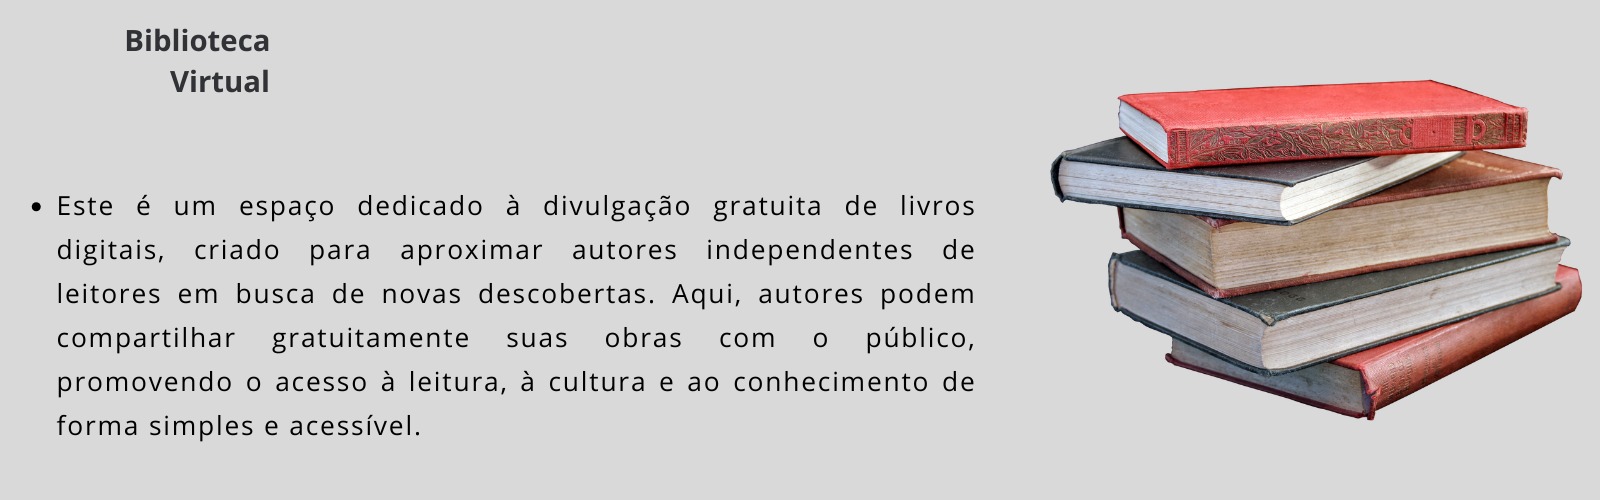 Biblioteca
Virtual
• Este é um espaço dedicado à divulgação gratuita de livros
digitais, criado para aproximar autores independentes de
leitores em busca de novas descobertas. Aqui, autores podem
compartilhar gratuitamente suas obras com o público,
promovendo o acesso à leitura, à cultura e ao conhecimento de
forma simples e acessível.